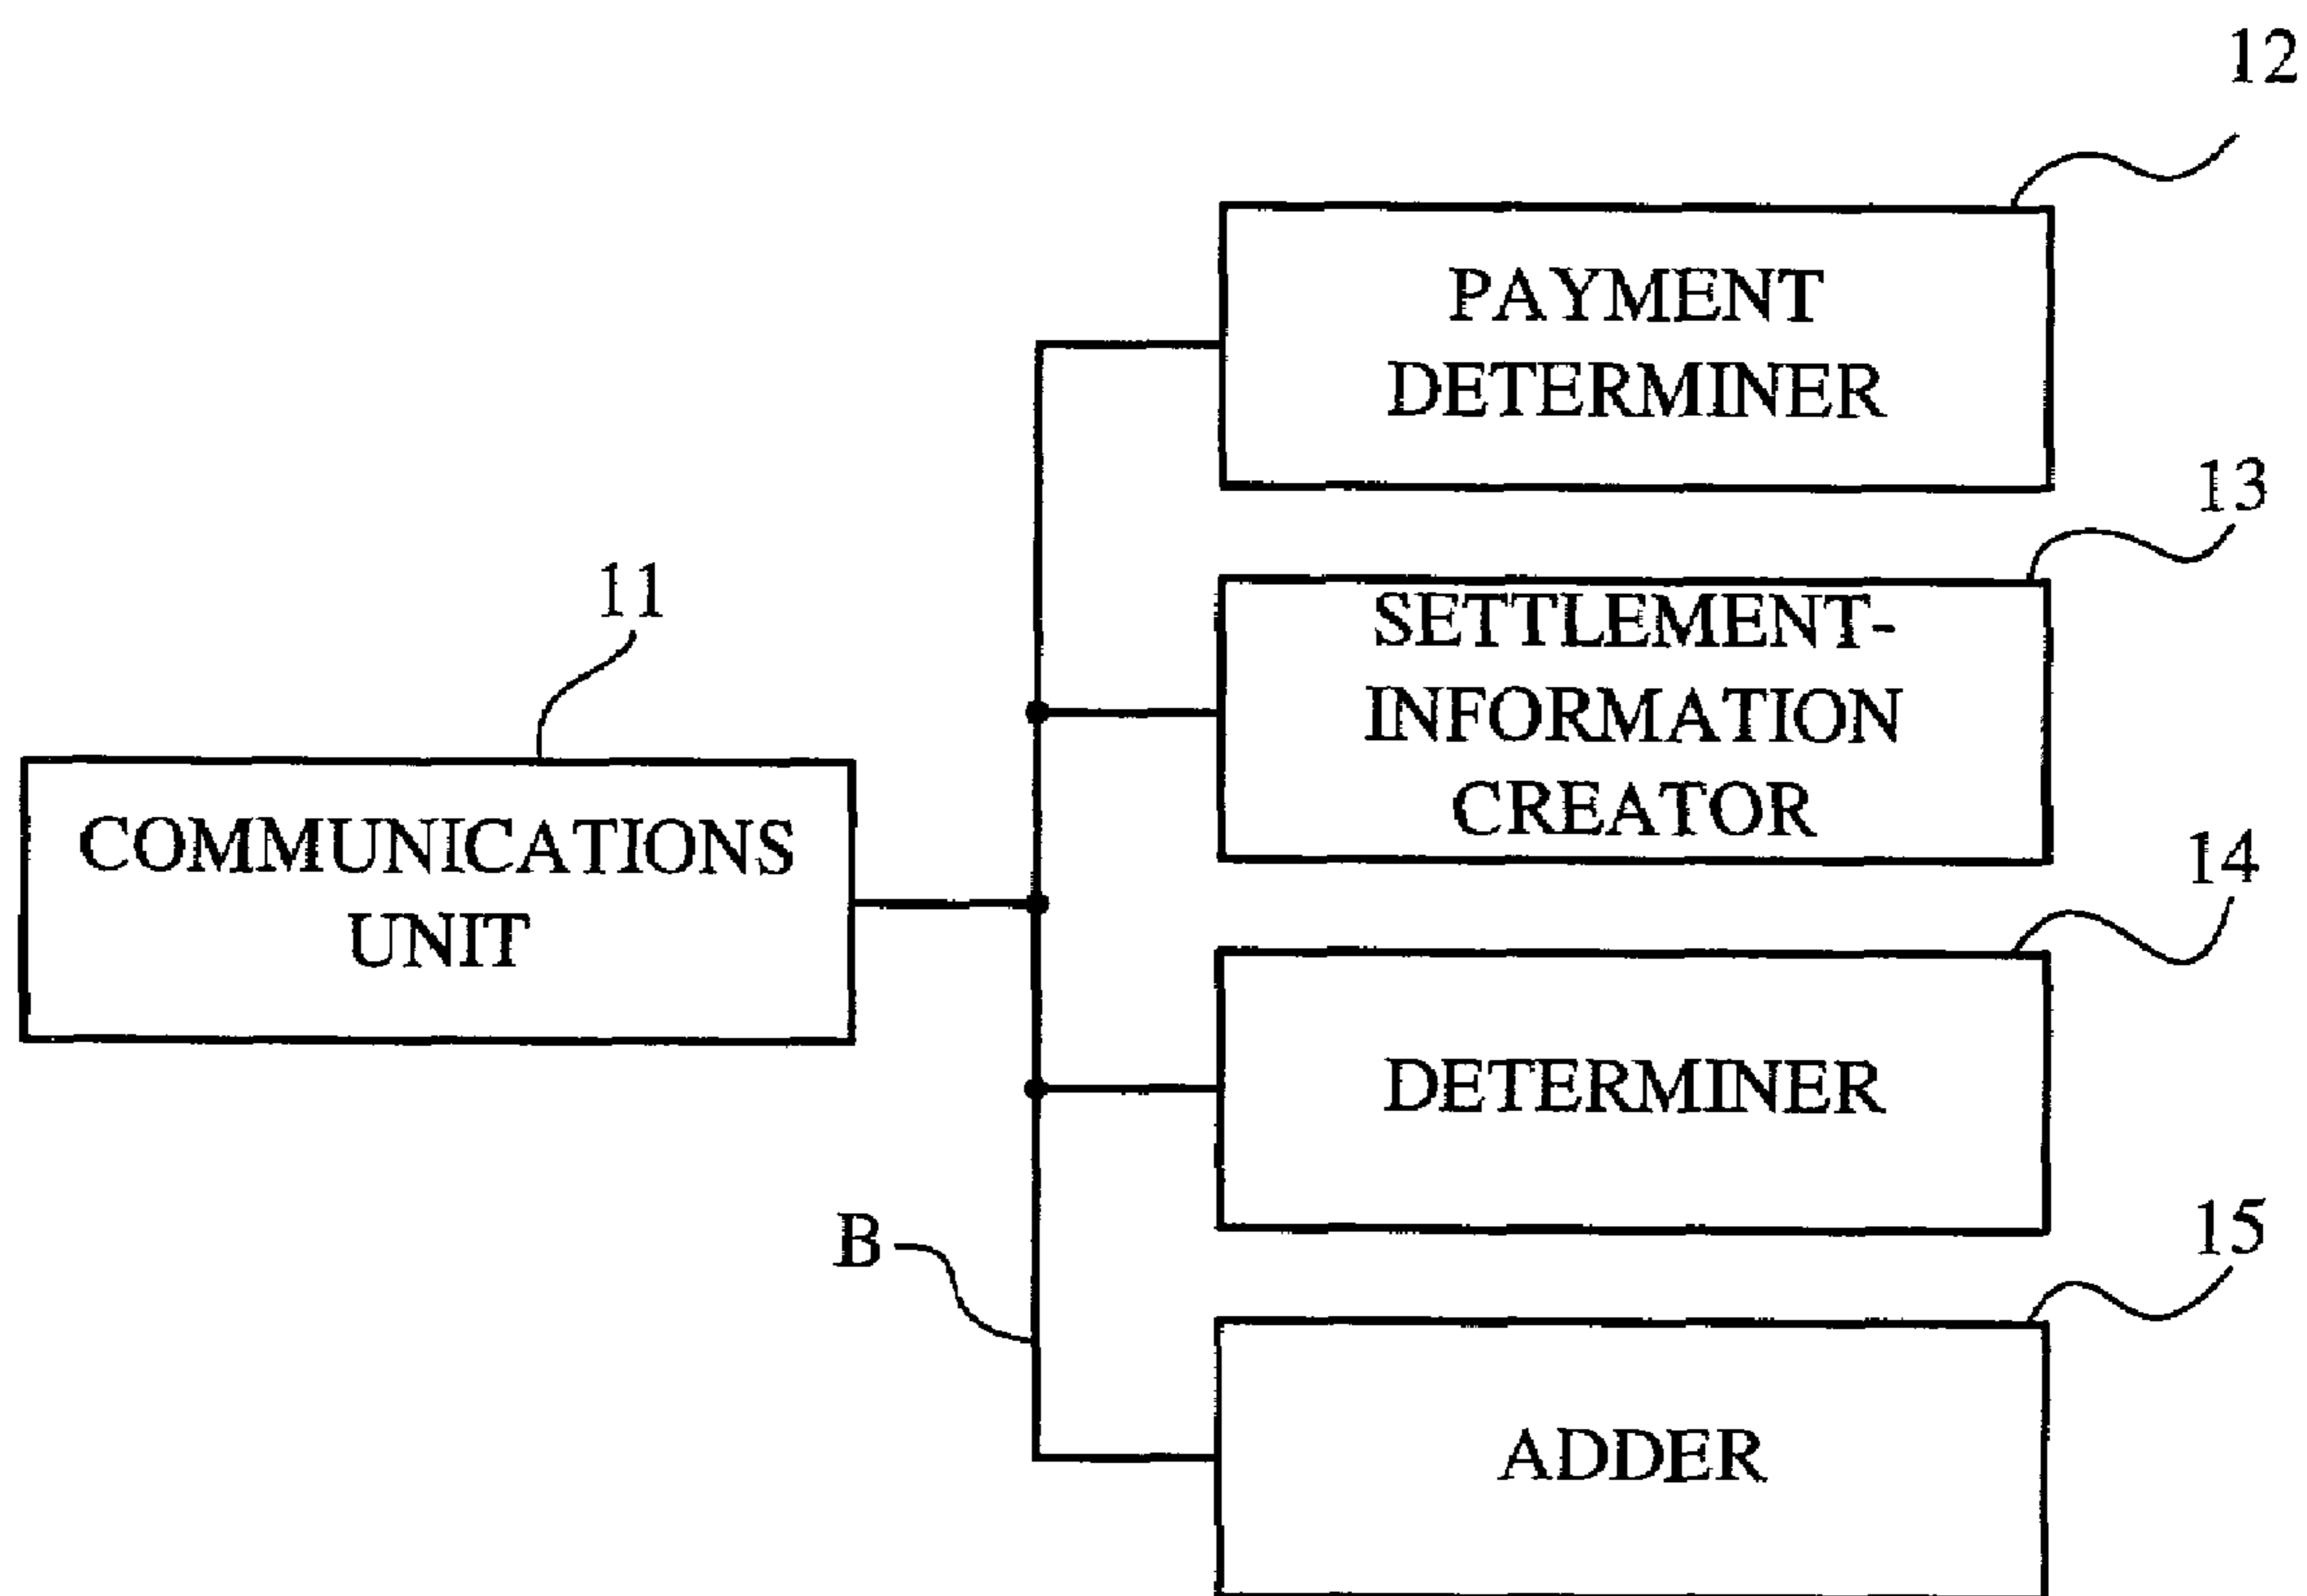 12
PAYMENT
DETERMINER
13
SETTLEMENT-
INFORMATION
CREATOR
11
COMMUNICATIONS
UNIT
14
DETERMINER
B
15
ADDER